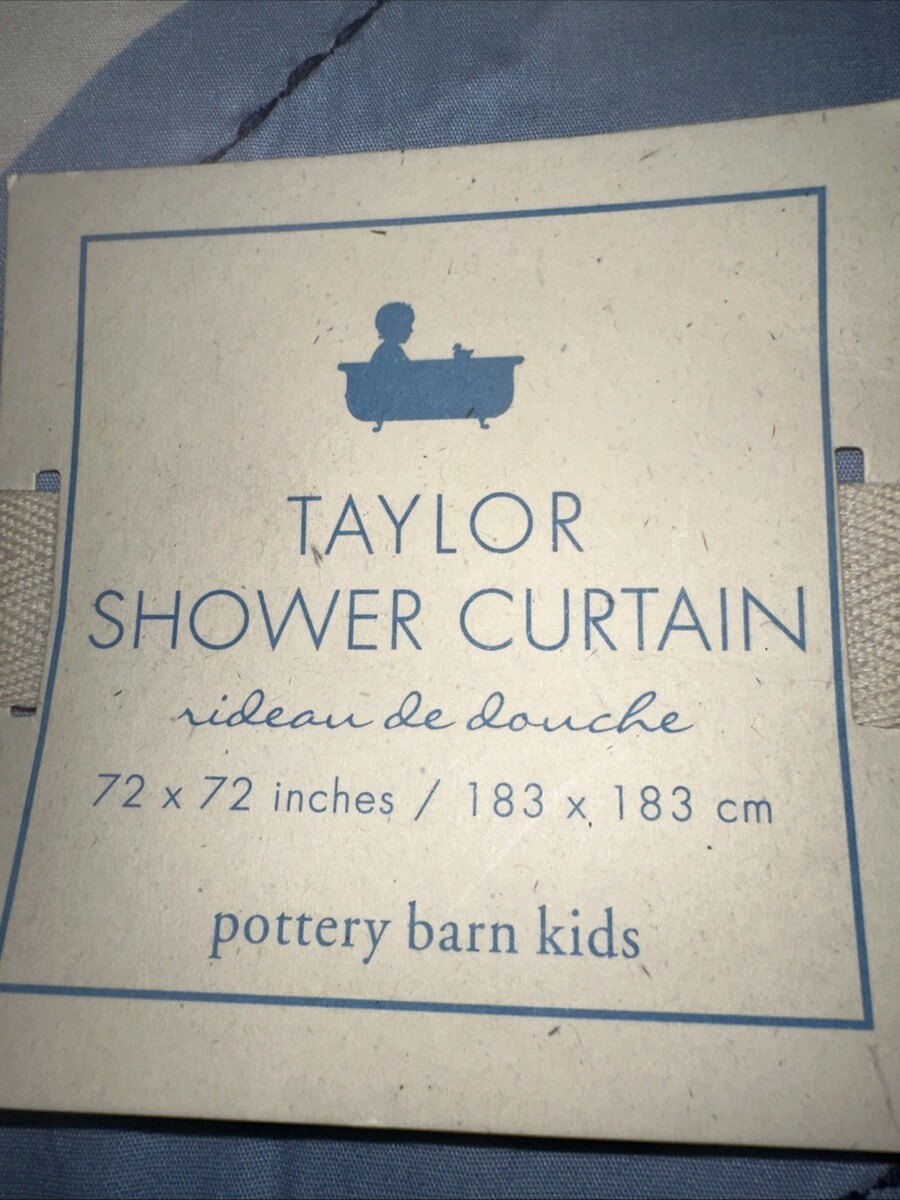 TAYLOR
SHOWER CURTAIN
rideau de douche
72 x 72 inches / 183 x 183 cm
pottery barn kids